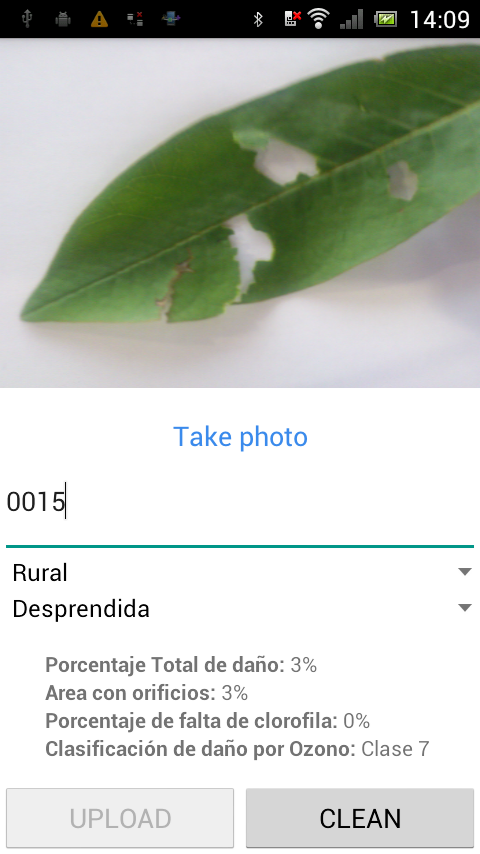 14:09
Take photo
0015
Rural
Desprendida
Porcentaje Total de daño: 3%
Area con orificios: 3%
Porcentaje de falta de clorofila: 0%
Clasificación de daño por Ozono: Clase 7
UPLOAD CLEAN